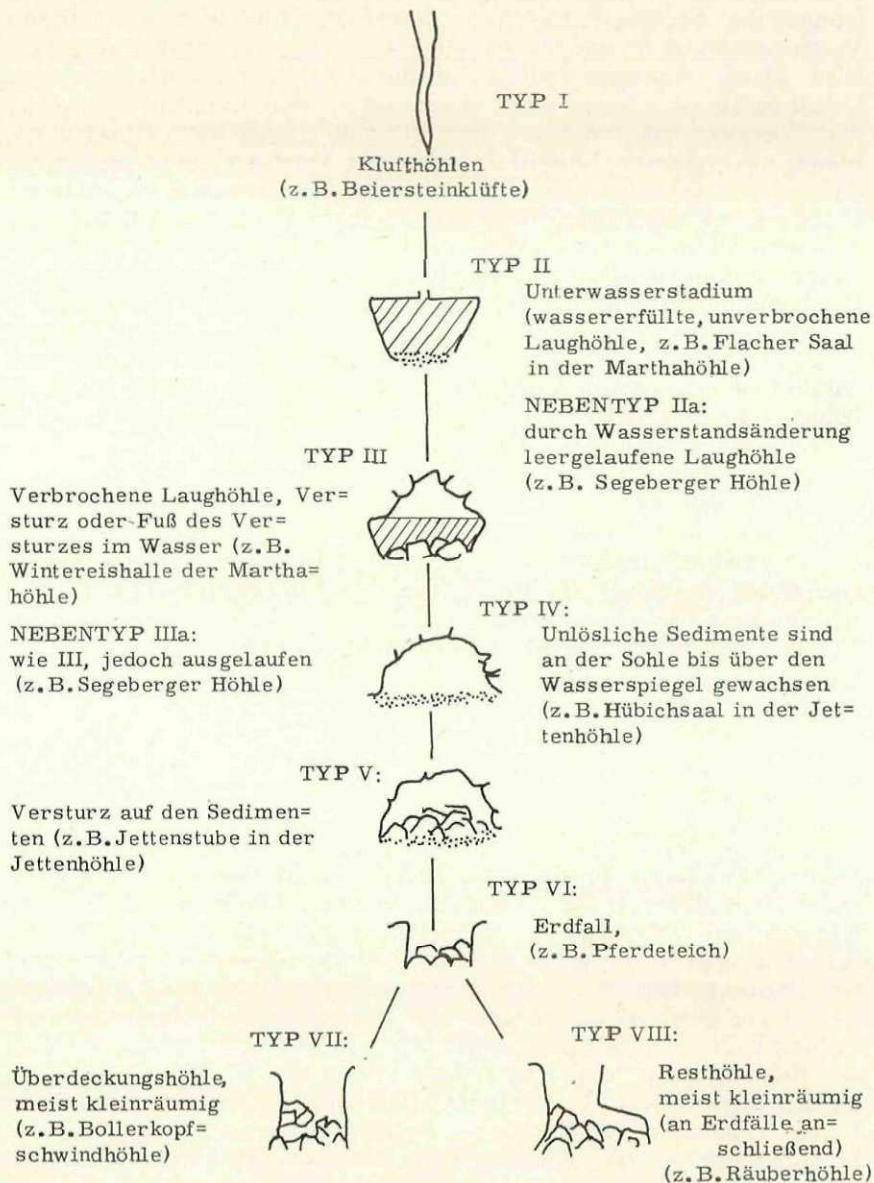 TYP I
Klufthöhlen
(z.B.Beiersteinklüfte)
TYP II
Unterwasserstadium
(wassererfüllte, unverbrochene
Laughöhle, z.B.Flacher Saal
in der Marthahöhle)
NEBENTYP IIa:
durch Wasserstandsänderung
leergelaufene Laughöhle
(z.B. Segeberger Höhle)
TYP III
Verbrochene Laughöhle, Ver=
sturz oder Fuß des Ver=
sturzes im Wasser (z.B.
Wintereishalle der Martha=
höhle)
NEBENTYP IIIa:
wie III, jedoch ausgelaufen
(z.B.Segeberger Höhle)
TYP IV:
Unlösliche Sedimente sind
an der Sohle bis über den
Wasserspiegel gewachsen
(z.B.Hübichsaal in der Jet=
tenhöhle)
TYP V:
Versturz auf den Sedimen=
ten (z.B.Jettenstube in der
Jettenhöhle)
TYP VI:
Erdfall,
(z.B.Pferdeteich)
TYP VII:
Überdeckungshöhle,
meist kleinräumig
(z.B.Bollerkopf=
schwindhöhle)
TYP VIII:
Resthöhle,
meist kleinräumig
(an Erdfälle an=
schließend)
(z.B.Räuberhöhle)